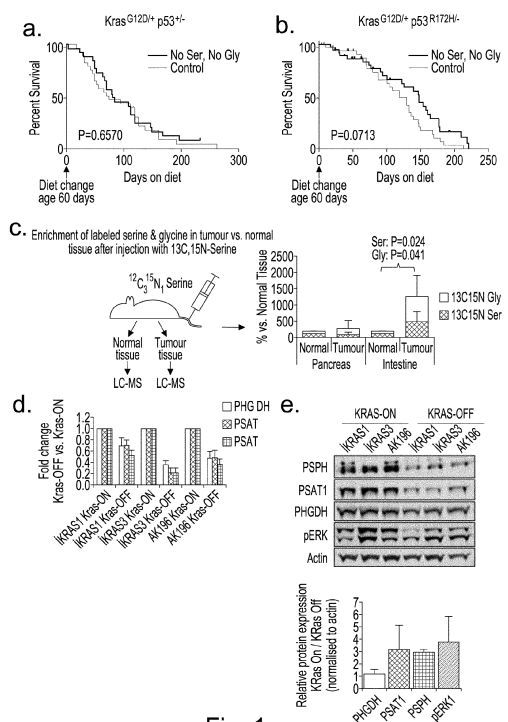 a.
Kras G12D/+ p53 +/-
Percent Survival
100
50
0
No Ser, No Gly
Control
P=0.6570
0 100 200 300
Days on diet
Diet change
age 60 days
b.
Kras G12D/+ p53 R172H/-
Percent Survival
100
50
0
No Ser, No Gly
Control
P=0.0713
0 50 100 150 200 250
Days on diet
Diet change
age 60 days
c.
Enrichment of labeled serine & glycine in tumour vs. normal
tissue after injection with 13C,15N-Serine
12C3 15N1 Serine
Normal tissue
Tumour tissue
LC-MS LC-MS
% vs. Normal Tissue
2500
2000
1500
1000
500
0
Ser: P=0.024
Gly: P=0.041
13C15N Gly
13C15N Ser
Normal Tumour Normal Tumour
Pancreas Intestine
d.
Fold change
Kras-OFF vs. Kras-ON
1.2
1.0
0.8
0.6
0.4
0.2
0.0
PHG DH
PSAT
PSAT
iKRAS1 Kras-ON
iKRAS1 Kras-OFF
iKRAS3 Kras-ON
iKRAS3 Kras-OFF
AK196 Kras-ON
AK196 Kras-OFF
e.
KRAS-ON KRAS-OFF
iKRAS1 iKRAS3 AK196 iKRAS1 iKRAS3 AK196
PSPH
PSAT1
PHGDH
pERK
Actin
Relative protein expression
KRas On / KRas Off
(normalised to actin)
7
6
5
4
3
2
1
0
PHGDH PSAT1 PSPH pERK1